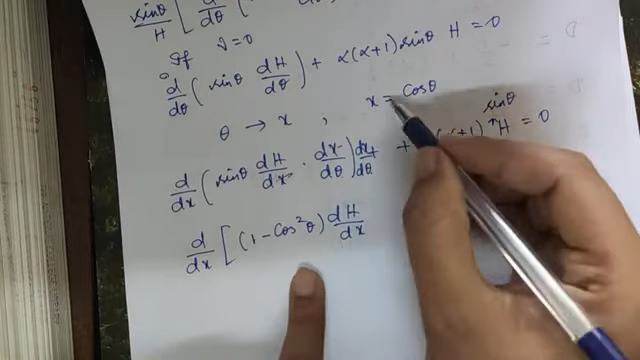 sinθ/H [ d/dθ (
If ν=0
d/dθ ( sinθ dH/dθ ) + α(α+1) sinθ H = 0
θ → x , x = cosθ
d/dx ( sinθ dH/dx · dx/dθ ) dx/dθ + (α+1) sinθ H = 0
d/dx [ (1-cos²θ) dH/dx